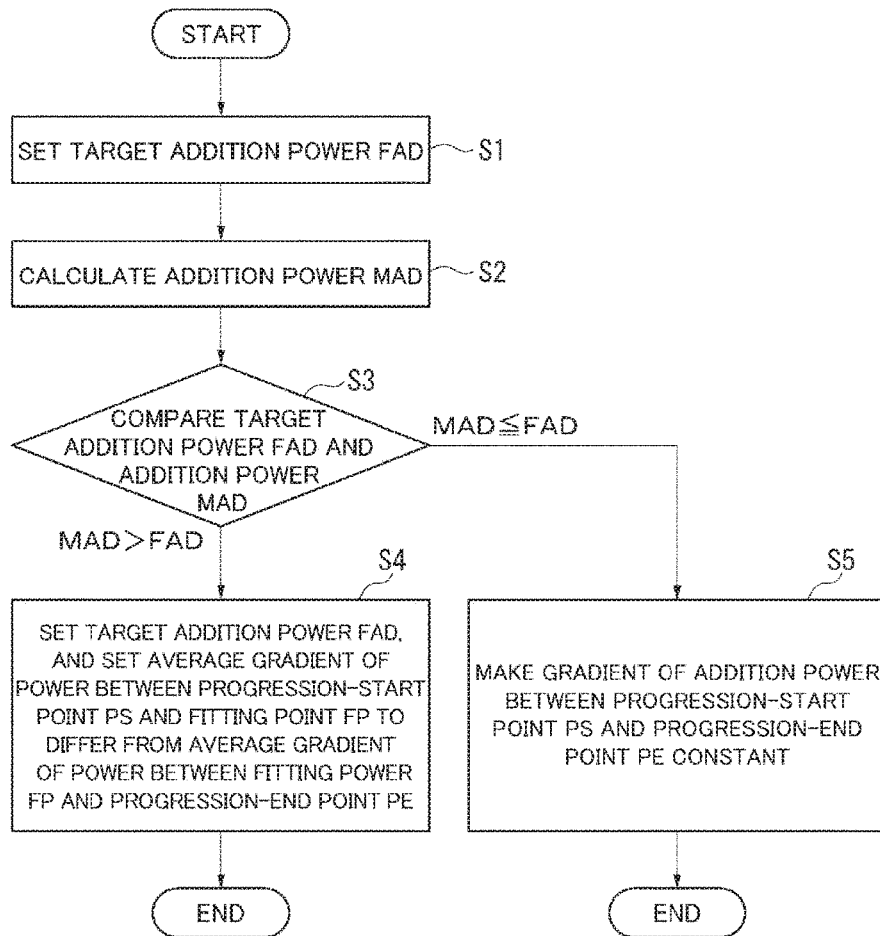 START
SET TARGET ADDITION POWER FAD
S1
CALCULATE ADDITION POWER MAD
S2
S3
COMPARE TARGET
ADDITION POWER FAD AND
ADDITION POWER
MAD
MAD≦FAD
MAD>FAD
S4
SET TARGET ADDITION POWER FAD,
AND SET AVERAGE GRADIENT OF
POWER BETWEEN PROGRESSION-START
POINT PS AND FITTING POINT FP TO
DIFFER FROM AVERAGE GRADIENT
OF POWER BETWEEN FITTING POWER
FP AND PROGRESSION-END POINT PE
S5
MAKE GRADIENT OF ADDITION POWER
BETWEEN PROGRESSION-START
POINT PS AND PROGRESSION-END
POINT PE CONSTANT
END
END